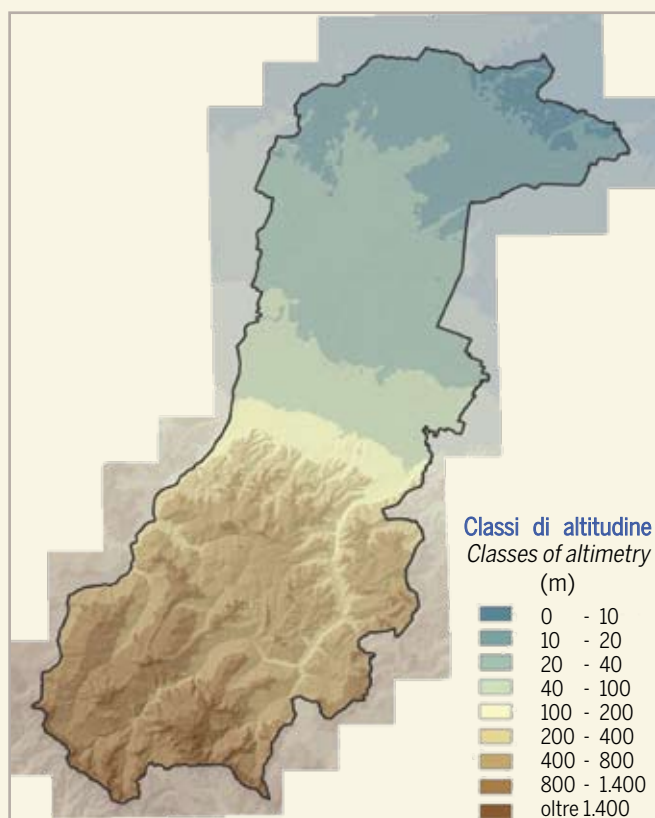 Classi di altitudine
Classes of altimetry
(m)
0 - 10
10 - 20
20 - 40
40 - 100
100 - 200
200 - 400
400 - 800
800 - 1.400
oltre 1.400